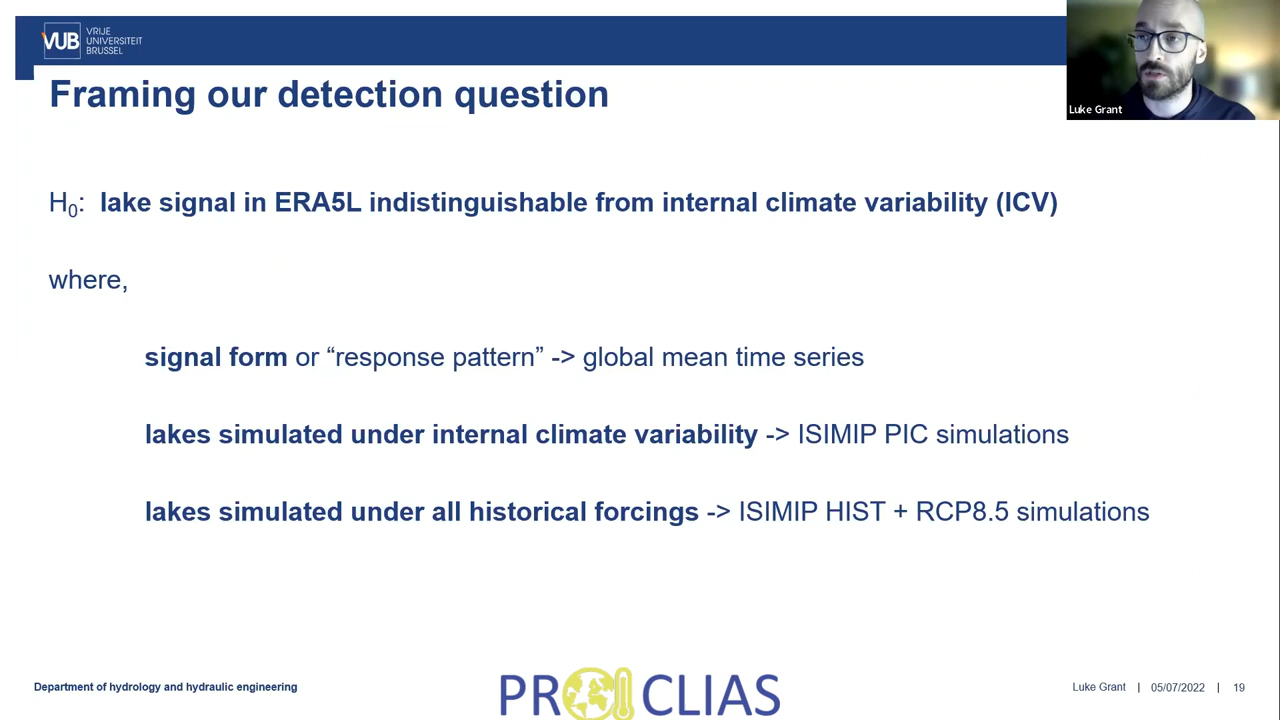 VUB
VRIJE
UNIVERSITEIT
BRUSSEL
Luke Grant
Framing our detection question
H₀: lake signal in ERA5L indistinguishable from internal climate variability (ICV)
where,
signal form or “response pattern” -> global mean time series
lakes simulated under internal climate variability -> ISIMIP PIC simulations
lakes simulated under all historical forcings -> ISIMIP HIST + RCP8.5 simulations
Department of hydrology and hydraulic engineering
PROCLIAS
Luke Grant | 05/07/2022 | 19